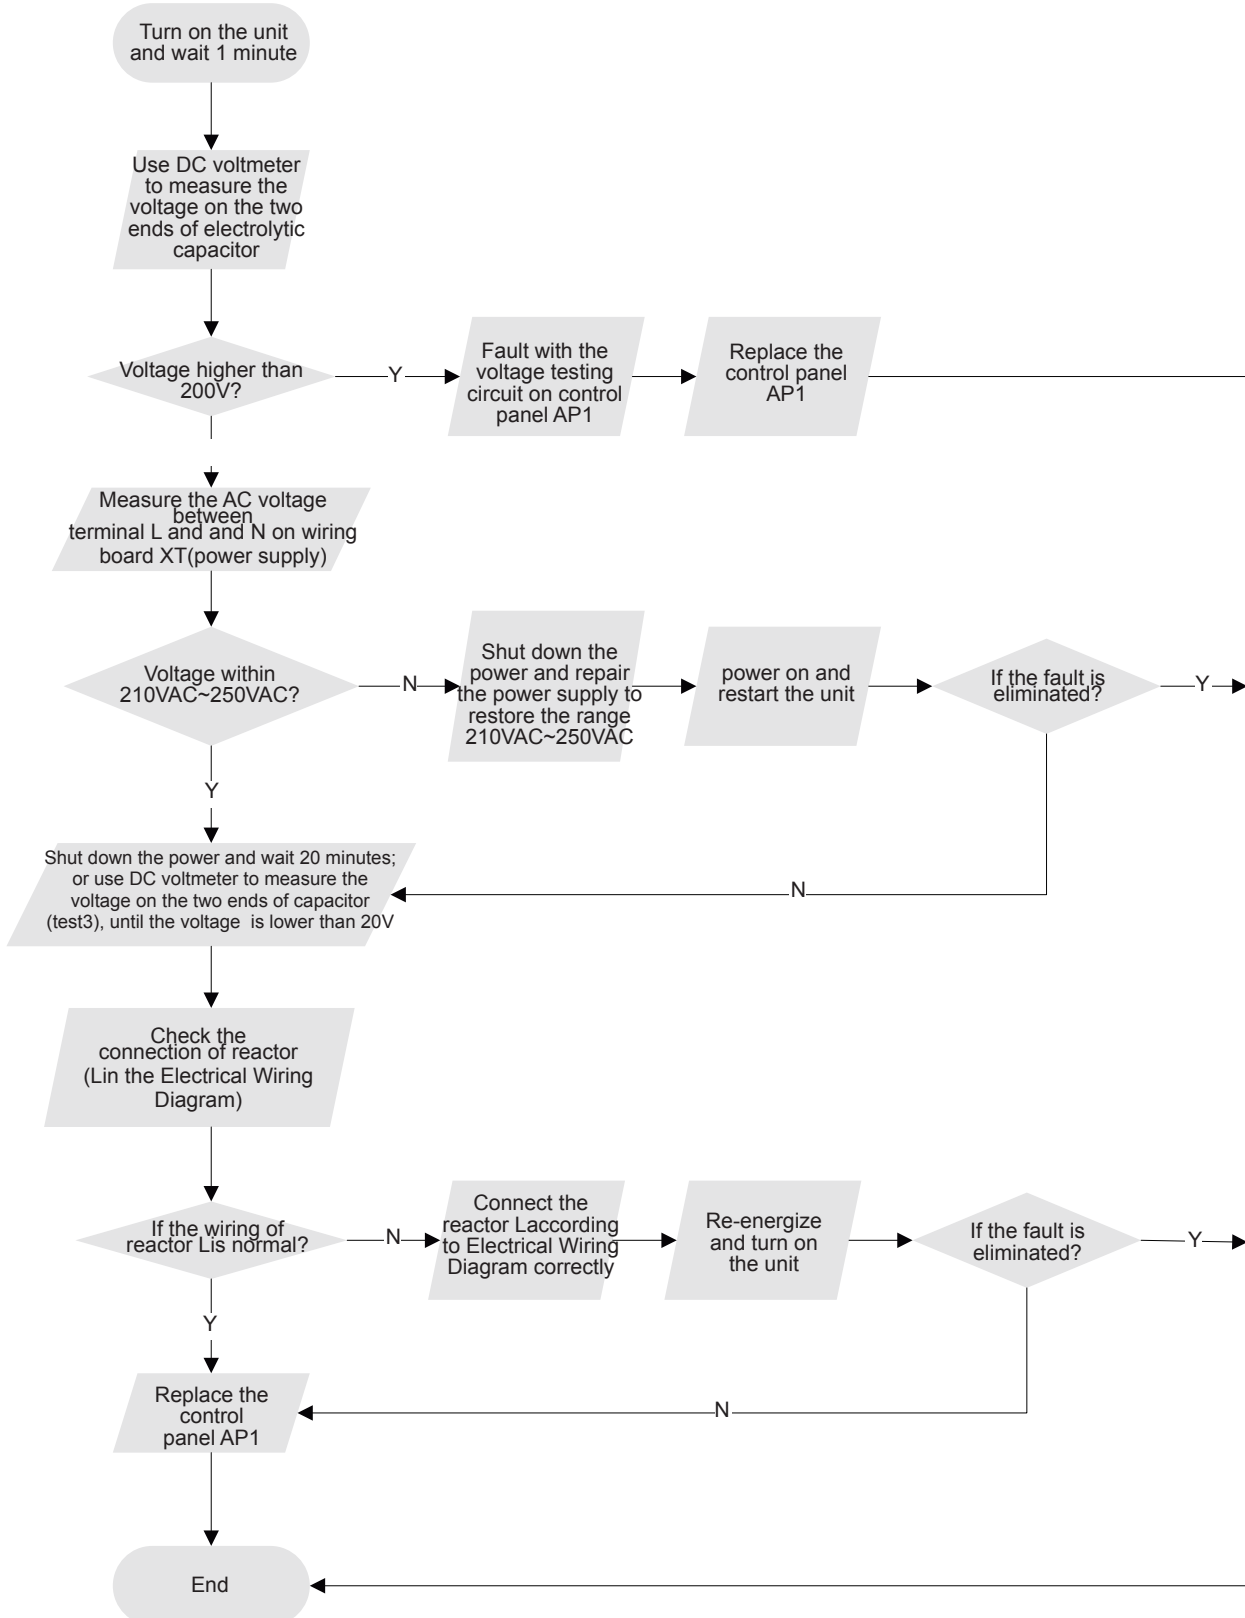 Turn on the unit
and wait 1 minute
Use DC voltmeter
to measure the
voltage on the two
ends of electrolytic
capacitor
Voltage higher than
200V?
Y
Fault with the
voltage testing
circuit on control
panel AP1
Replace the
control panel
AP1
Measure the AC voltage
between
terminal L and and N on wiring
board XT(power supply)
Voltage within
210VAC~250VAC?
N
Shut down the
power and repair
the power supply to
restore the range
210VAC~250VAC
power on and
restart the unit
If the fault is
eliminated?
Y
Y
Shut down the power and wait 20 minutes;
or use DC voltmeter to measure the
voltage on the two ends of capacitor
(test3), until the voltage is lower than 20V
N
Check the
connection of reactor
(Lin the Electrical Wiring
Diagram)
If the wiring of
reactor Lis normal?
N
Connect the
reactor Laccording
to Electrical Wiring
Diagram correctly
Re-energize
and turn on
the unit
If the fault is
eliminated?
Y
Y
Replace the
control
panel AP1
N
End